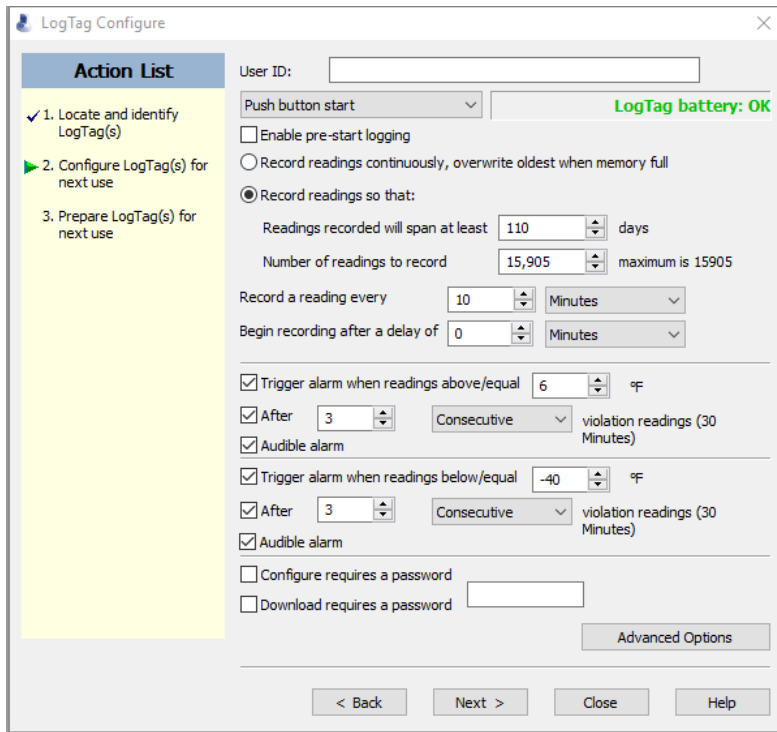 LogTag Configure
Action List
1. Locate and identify
LogTag(s)
2. Configure LogTag(s) for
next use
3. Prepare LogTag(s) for
next use
User ID:
Push button start
LogTag battery: OK
Enable pre-start logging
Record readings continuously, overwrite oldest when memory full
Record readings so that:
Readings recorded will span at least 110 days
Number of readings to record 15,905 maximum is 15905
Record a reading every 10 Minutes
Begin recording after a delay of 0 Minutes
Trigger alarm when readings above/equal 6 °F
After 3 Consecutive violation readings (30
Minutes)
Audible alarm
Trigger alarm when readings below/equal -40 °F
After 3 Consecutive violation readings (30
Minutes)
Audible alarm
Configure requires a password
Download requires a password
Advanced Options
< Back Next > Close Help